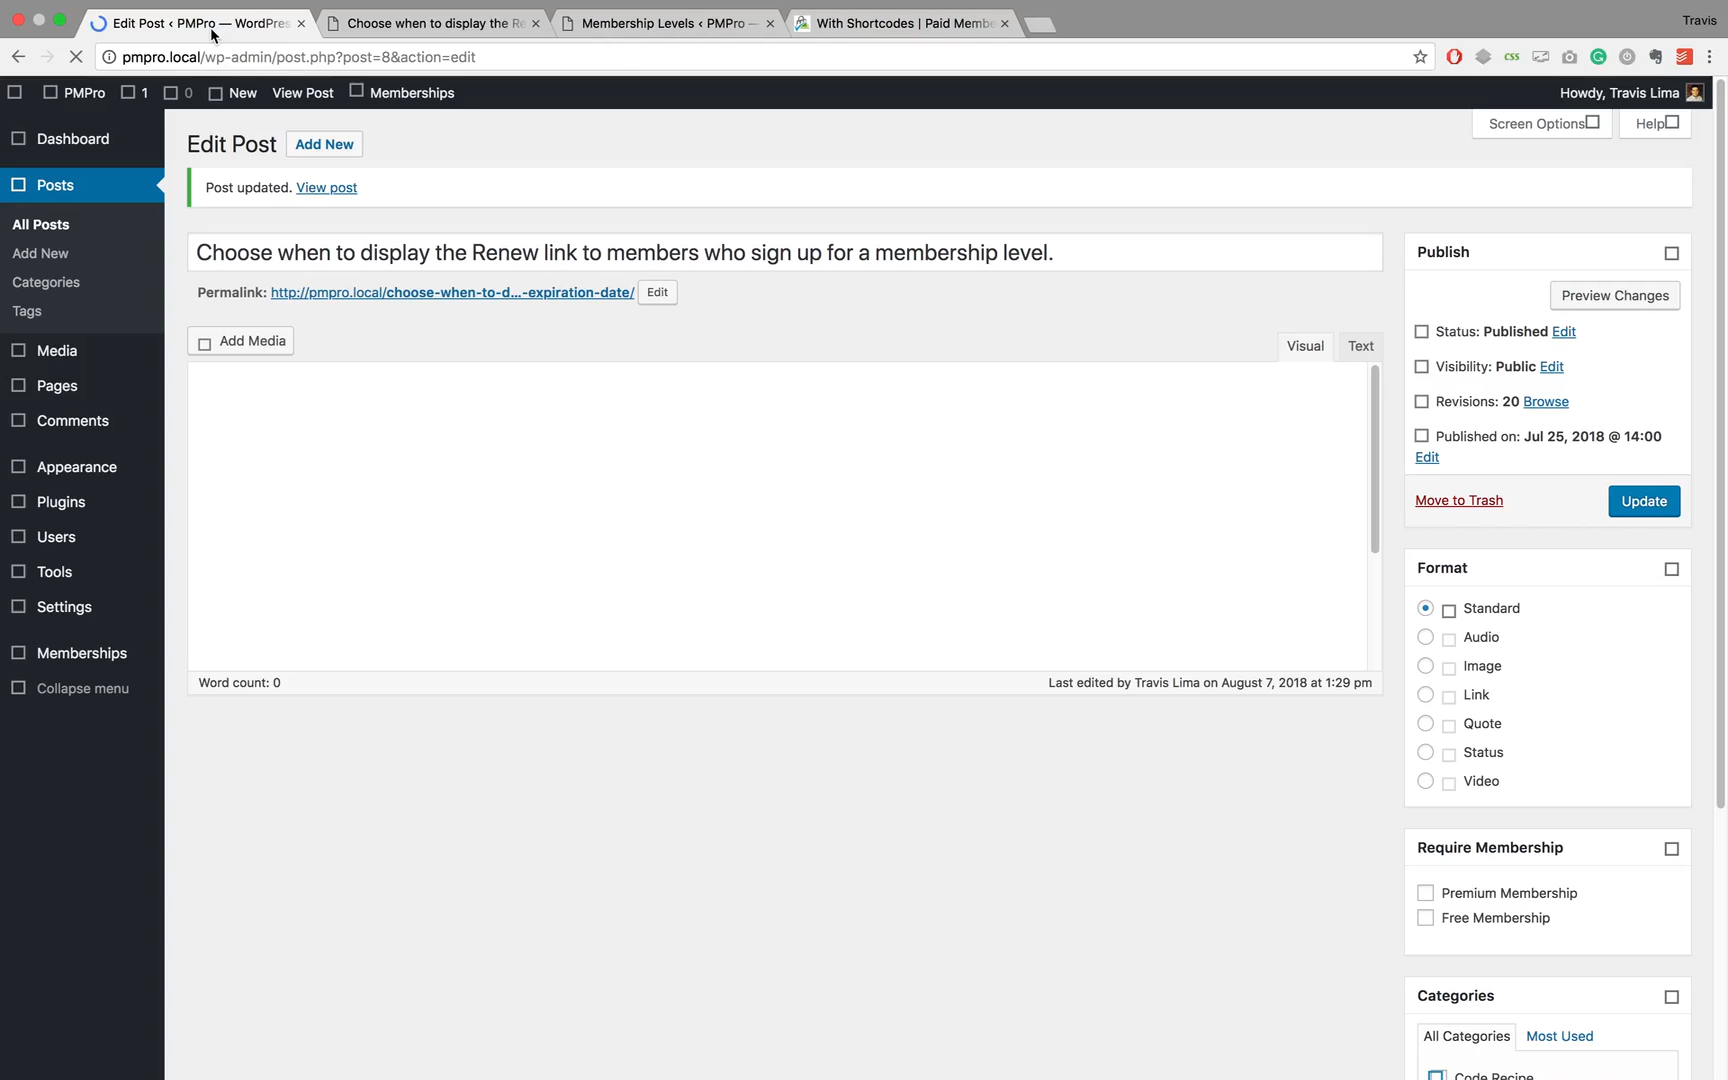 Edit Post ‹ PMPro — WordPres
Choose when to display the Re
Membership Levels ‹ PMPro —
With Shortcodes | Paid Membe
Travis
pmpro.local/wp-admin/post.php?post=8&action=edit
css
PMPro 1 0 New View Post Memberships
Howdy, Travis Lima
Screen Options
Help
Dashboard
Posts
All Posts
Add New
Categories
Tags
Media
Pages
Comments
Appearance
Plugins
Users
Tools
Settings
Memberships
Collapse menu
Edit Post Add New
Post updated. View post
Choose when to display the Renew link to members who sign up for a membership level.
Permalink: http://pmpro.local/choose-when-to-d...-expiration-date/ Edit
Add Media
Visual Text
Word count: 0
Last edited by Travis Lima on August 7, 2018 at 1:29 pm
Publish
Preview Changes
Status: Published Edit
Visibility: Public Edit
Revisions: 20 Browse
Published on: Jul 25, 2018 @ 14:00
Edit
Move to Trash
Update
Format
Standard
Audio
Image
Link
Quote
Status
Video
Require Membership
Premium Membership
Free Membership
Categories
All Categories Most Used
Code Recipe